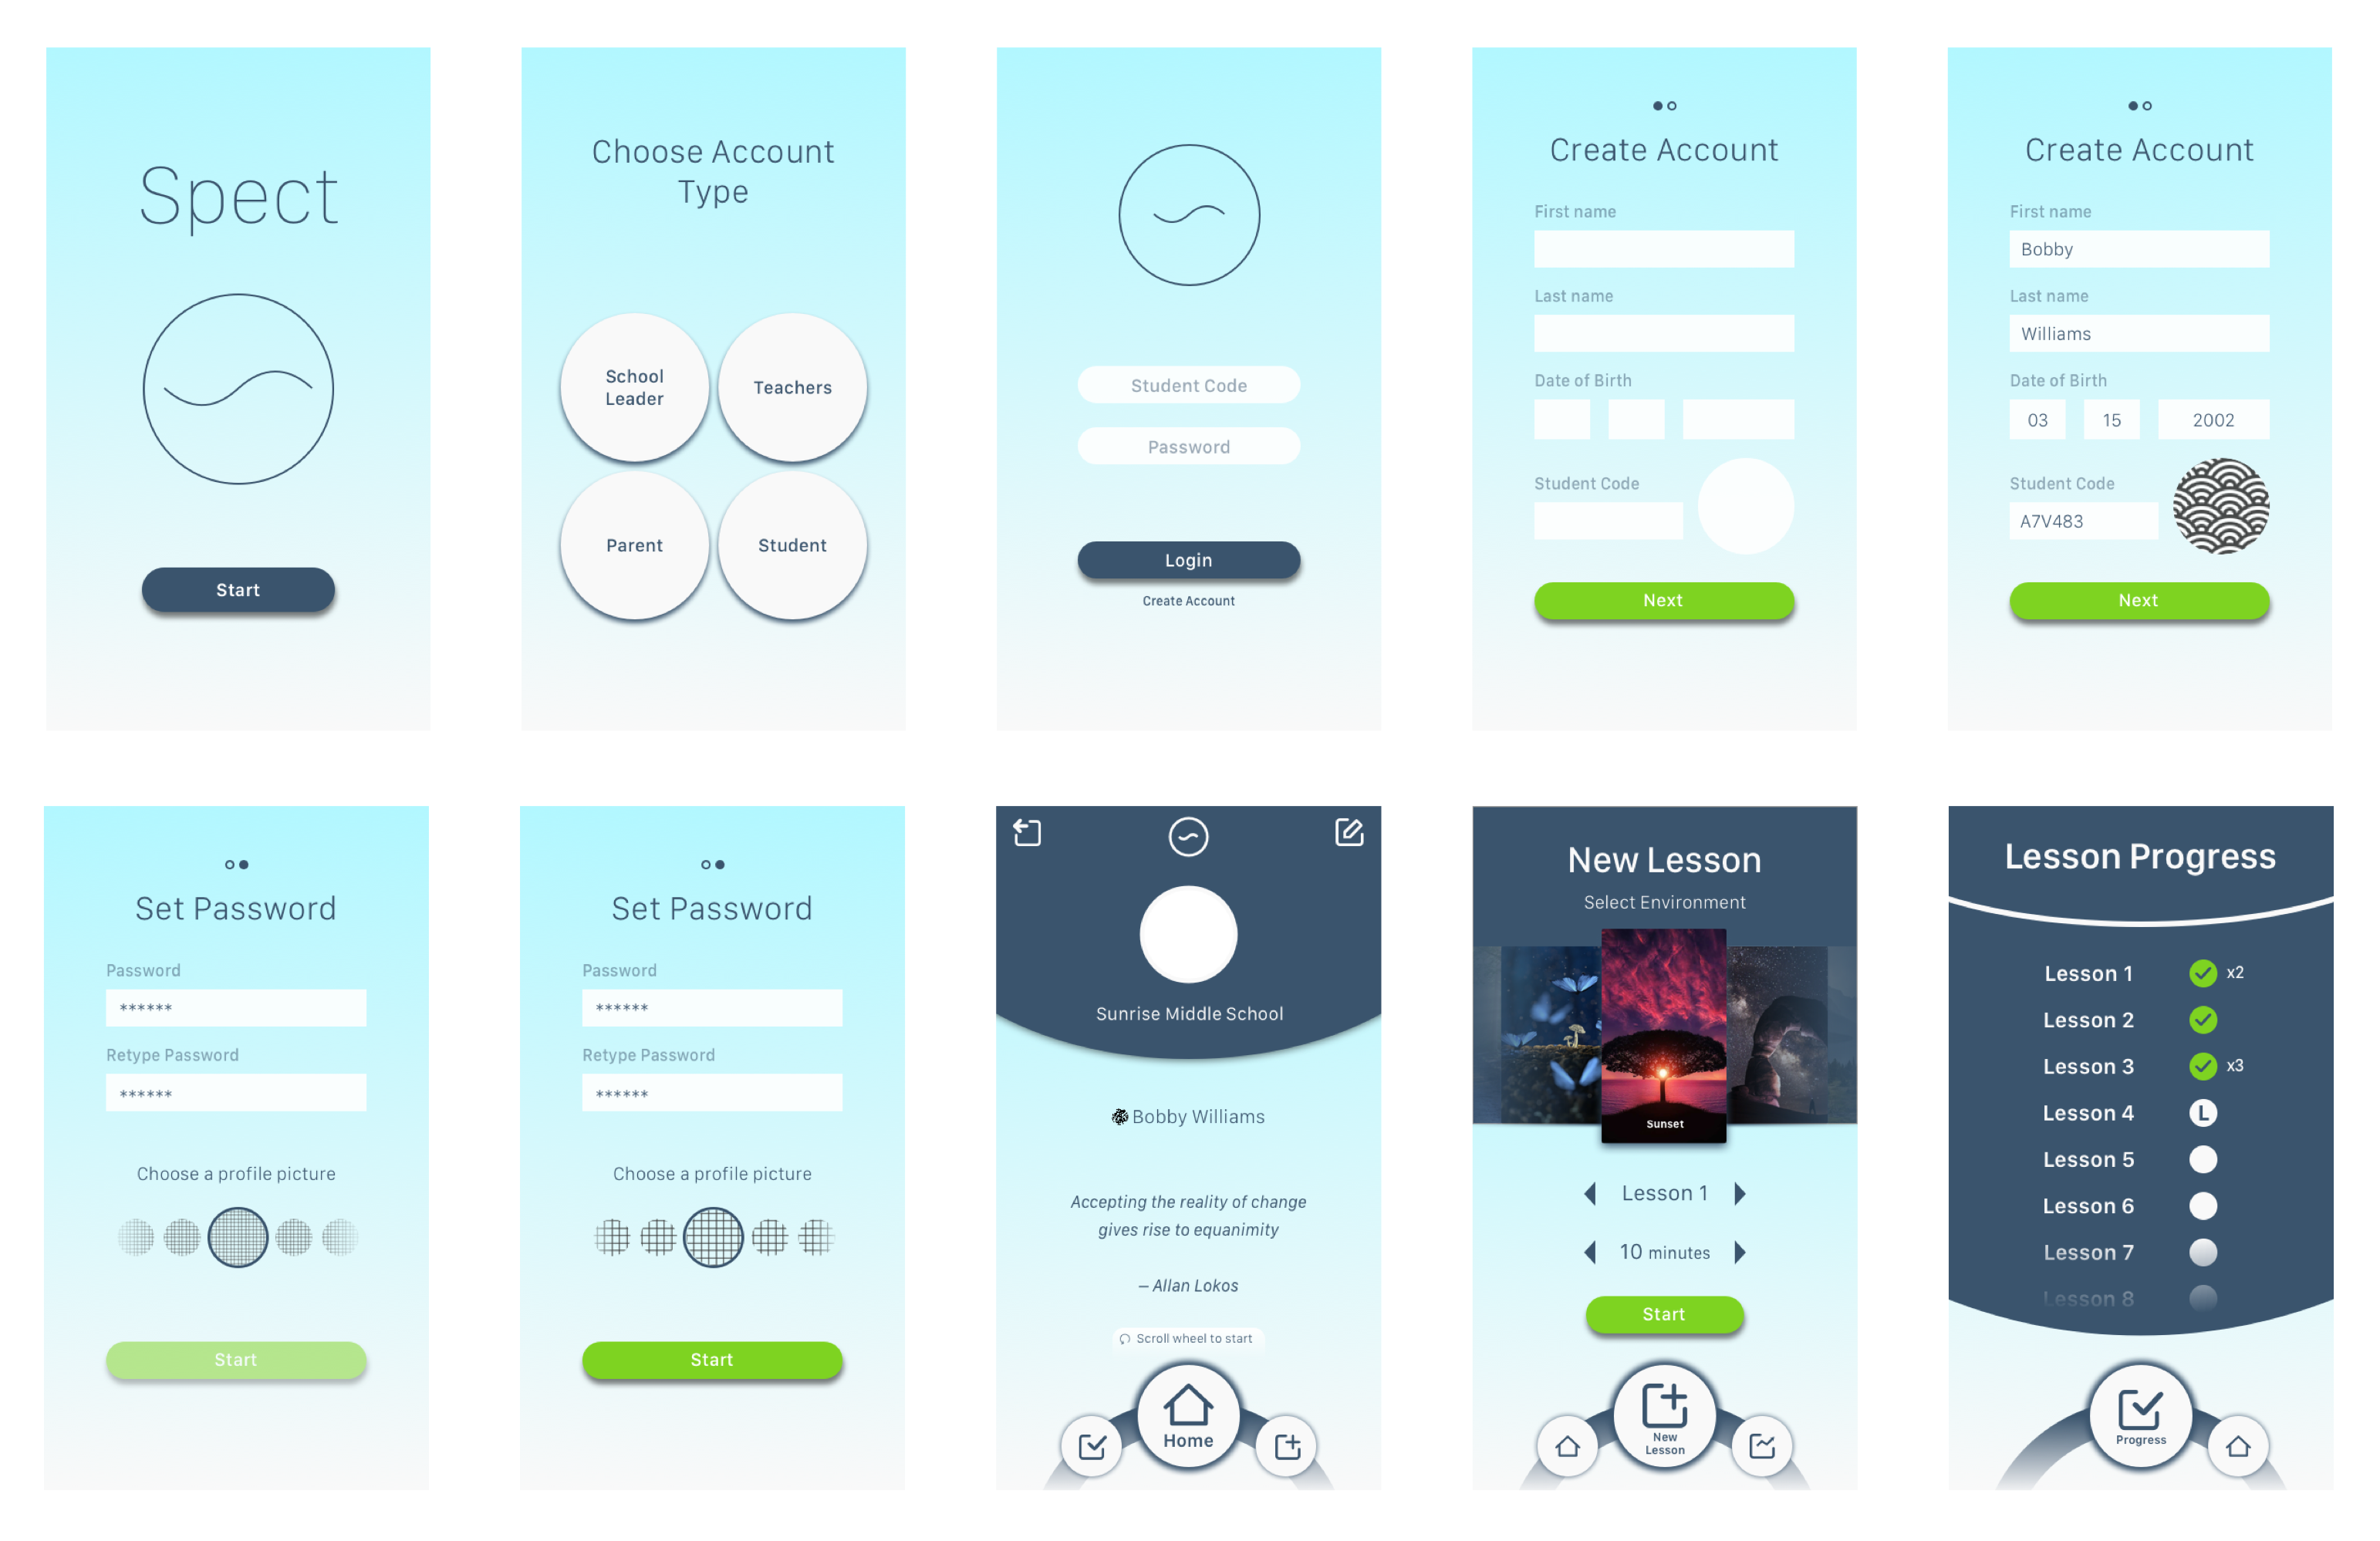 Spect
Start
Choose Account
Type
School
Leader
Teachers
Parent
Student
Student Code
Password
Login
Create Account
Create Account
First name
Last name
Date of Birth
Student Code
Next
Create Account
First name
Bobby
Last name
Williams
Date of Birth
03 15 2002
Student Code
A7V483
Next
Set Password
Password
******
Retype Password
******
Choose a profile picture
Start
Set Password
Password
******
Retype Password
******
Choose a profile picture
Start
Sunrise Middle School
Bobby Williams
Accepting the reality of change
gives rise to equanimity
– Allan Lokos
Scroll wheel to start
Home
New Lesson
Select Environment
Sunset
Lesson 1
10 minutes
Start
New
Lesson
Lesson Progress
Lesson 1 x2
Lesson 2
Lesson 3 x3
Lesson 4 L
Lesson 5
Lesson 6
Lesson 7
Lesson 8
Progress